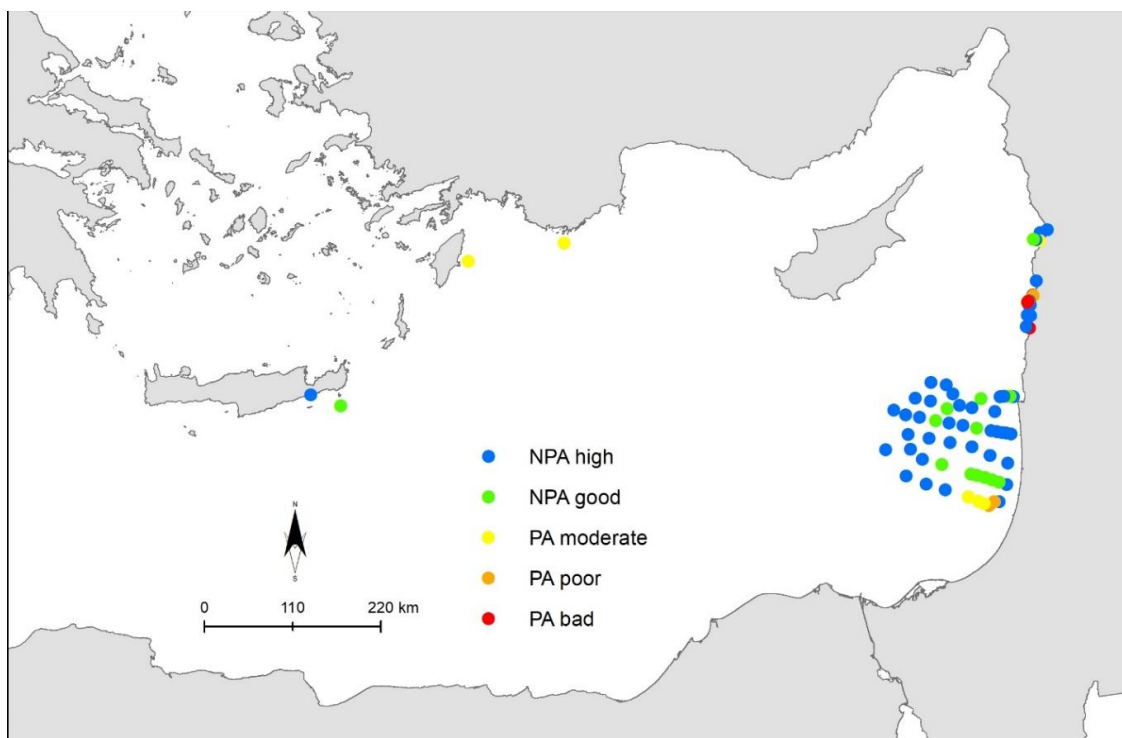 NPA high
NPA good
PA moderate
PA poor
PA bad
N
S
0 110 220 km